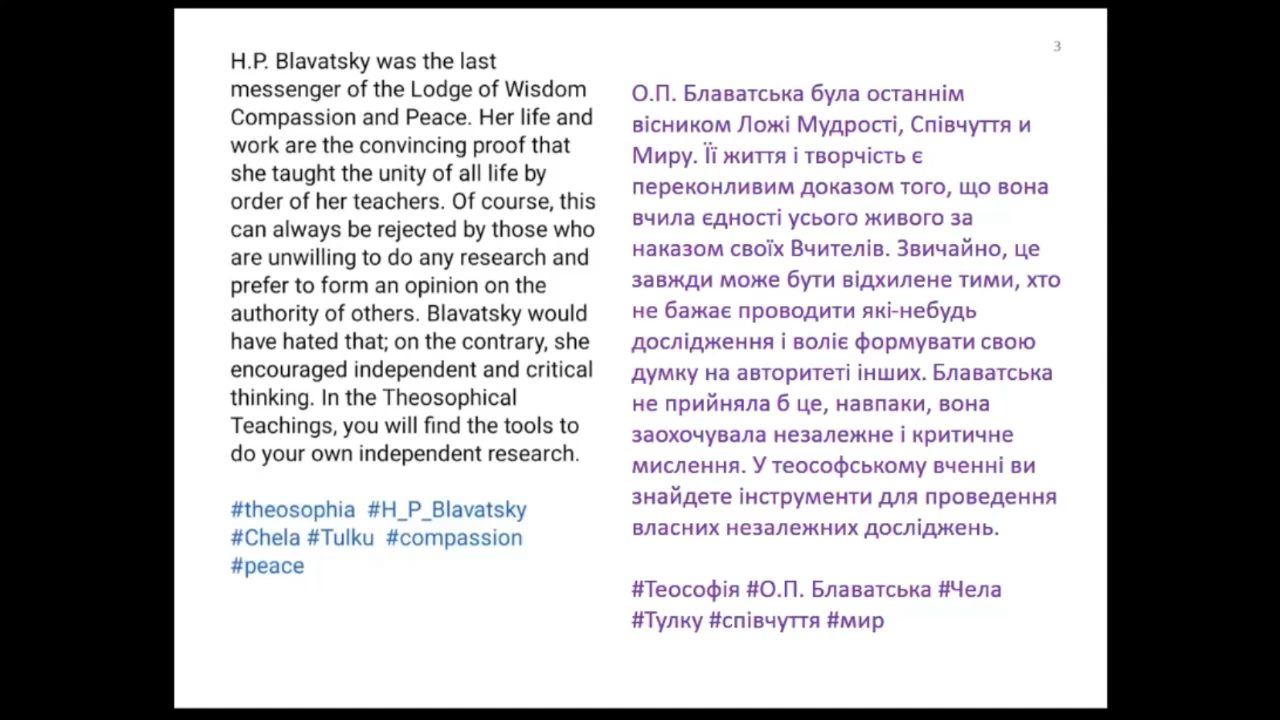 3
H.P. Blavatsky was the last
messenger of the Lodge of Wisdom
Compassion and Peace. Her life and
work are the convincing proof that
she taught the unity of all life by
order of her teachers. Of course, this
can always be rejected by those who
are unwilling to do any research and
prefer to form an opinion on the
authority of others. Blavatsky would
have hated that; on the contrary, she
encouraged independent and critical
thinking. In the Theosophical
Teachings, you will find the tools to
do your own independent research.
#theosophia #H_P_Blavatsky
#Chela #Tulku #compassion
#peace
О.П. Блаватська була останнім
вісником Ложі Мудрості, Співчуття и
Миру. Її життя і творчість є
переконливим доказом того, що вона
вчила єдності усього живого за
наказом своїх Вчителів. Звичайно, це
завжди може бути відхилене тими, хто
не бажає проводити які-небудь
дослідження і воліє формувати свою
думку на авторитеті інших. Блаватська
не прийняла б це, навпаки, вона
заохочувала незалежне і критичне
мислення. У теософському вченні ви
знайдете інструменти для проведення
власних незалежних досліджень.
#Теософія #О.П. Блаватська #Чела
#Тулку #співчуття #мир